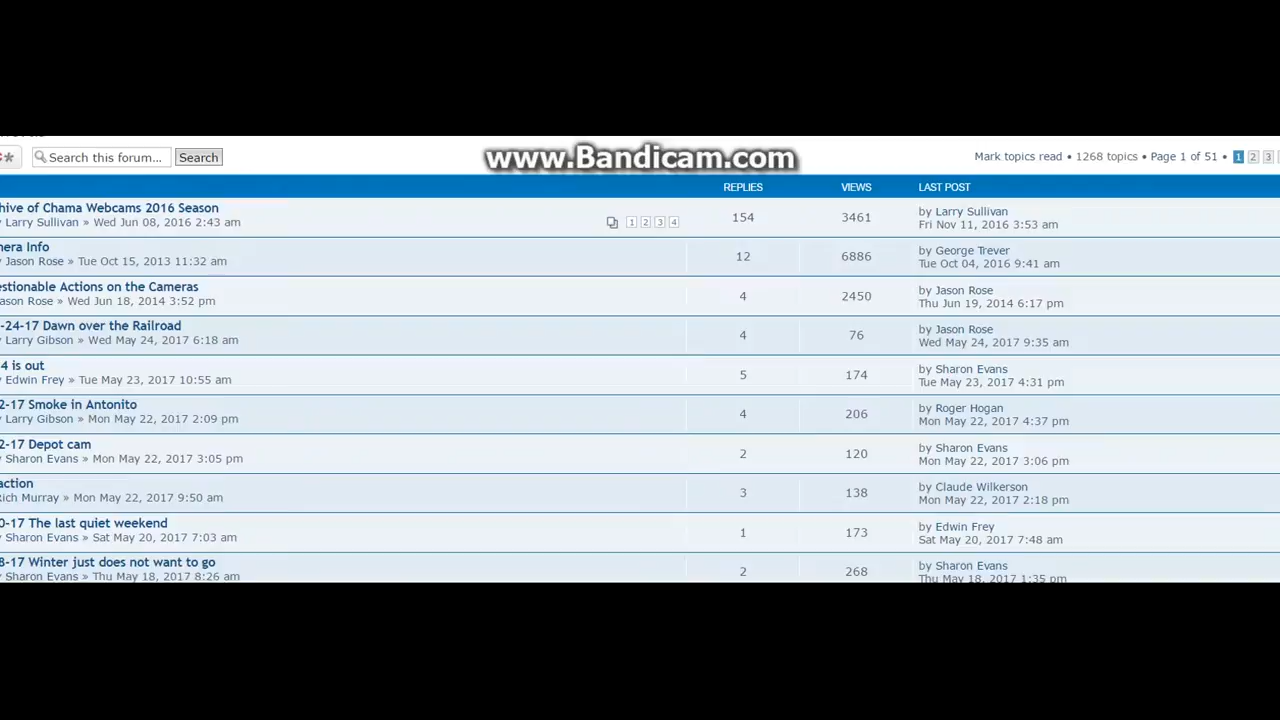 Search this forum... Search www.Bandicam.com Mark topics read • 1268 topics • Page 1 of 51 • 1 2 3
REPLIES VIEWS LAST POST
hive of Chama Webcams 2016 Season
Larry Sullivan » Wed Jun 08, 2016 2:43 am
1 2 3 4
154 3461
by Larry Sullivan
Fri Nov 11, 2016 3:53 am
nera Info
Jason Rose » Tue Oct 15, 2013 11:32 am
12 6886
by George Trever
Tue Oct 04, 2016 9:41 am
estionable Actions on the Cameras
Jason Rose » Wed Jun 18, 2014 3:52 pm
4 2450
by Jason Rose
Thu Jun 19, 2014 6:17 pm
-24-17 Dawn over the Railroad
Larry Gibson » Wed May 24, 2017 6:18 am
4 76
by Jason Rose
Wed May 24, 2017 9:35 am
4 is out
Edwin Frey » Tue May 23, 2017 10:55 am
5 174
by Sharon Evans
Tue May 23, 2017 4:31 pm
2-17 Smoke in Antonito
Larry Gibson » Mon May 22, 2017 2:09 pm
4 206
by Roger Hogan
Mon May 22, 2017 4:37 pm
2-17 Depot cam
Sharon Evans » Mon May 22, 2017 3:05 pm
2 120
by Sharon Evans
Mon May 22, 2017 3:06 pm
action
Rich Murray » Mon May 22, 2017 9:50 am
3 138
by Claude Wilkerson
Mon May 22, 2017 2:18 pm
0-17 The last quiet weekend
Sharon Evans » Sat May 20, 2017 7:03 am
1 173
by Edwin Frey
Sat May 20, 2017 7:48 am
8-17 Winter just does not want to go
Sharon Evans » Thu May 18, 2017 8:26 am
2 268
by Sharon Evans
Thu May 18, 2017 1:35 pm